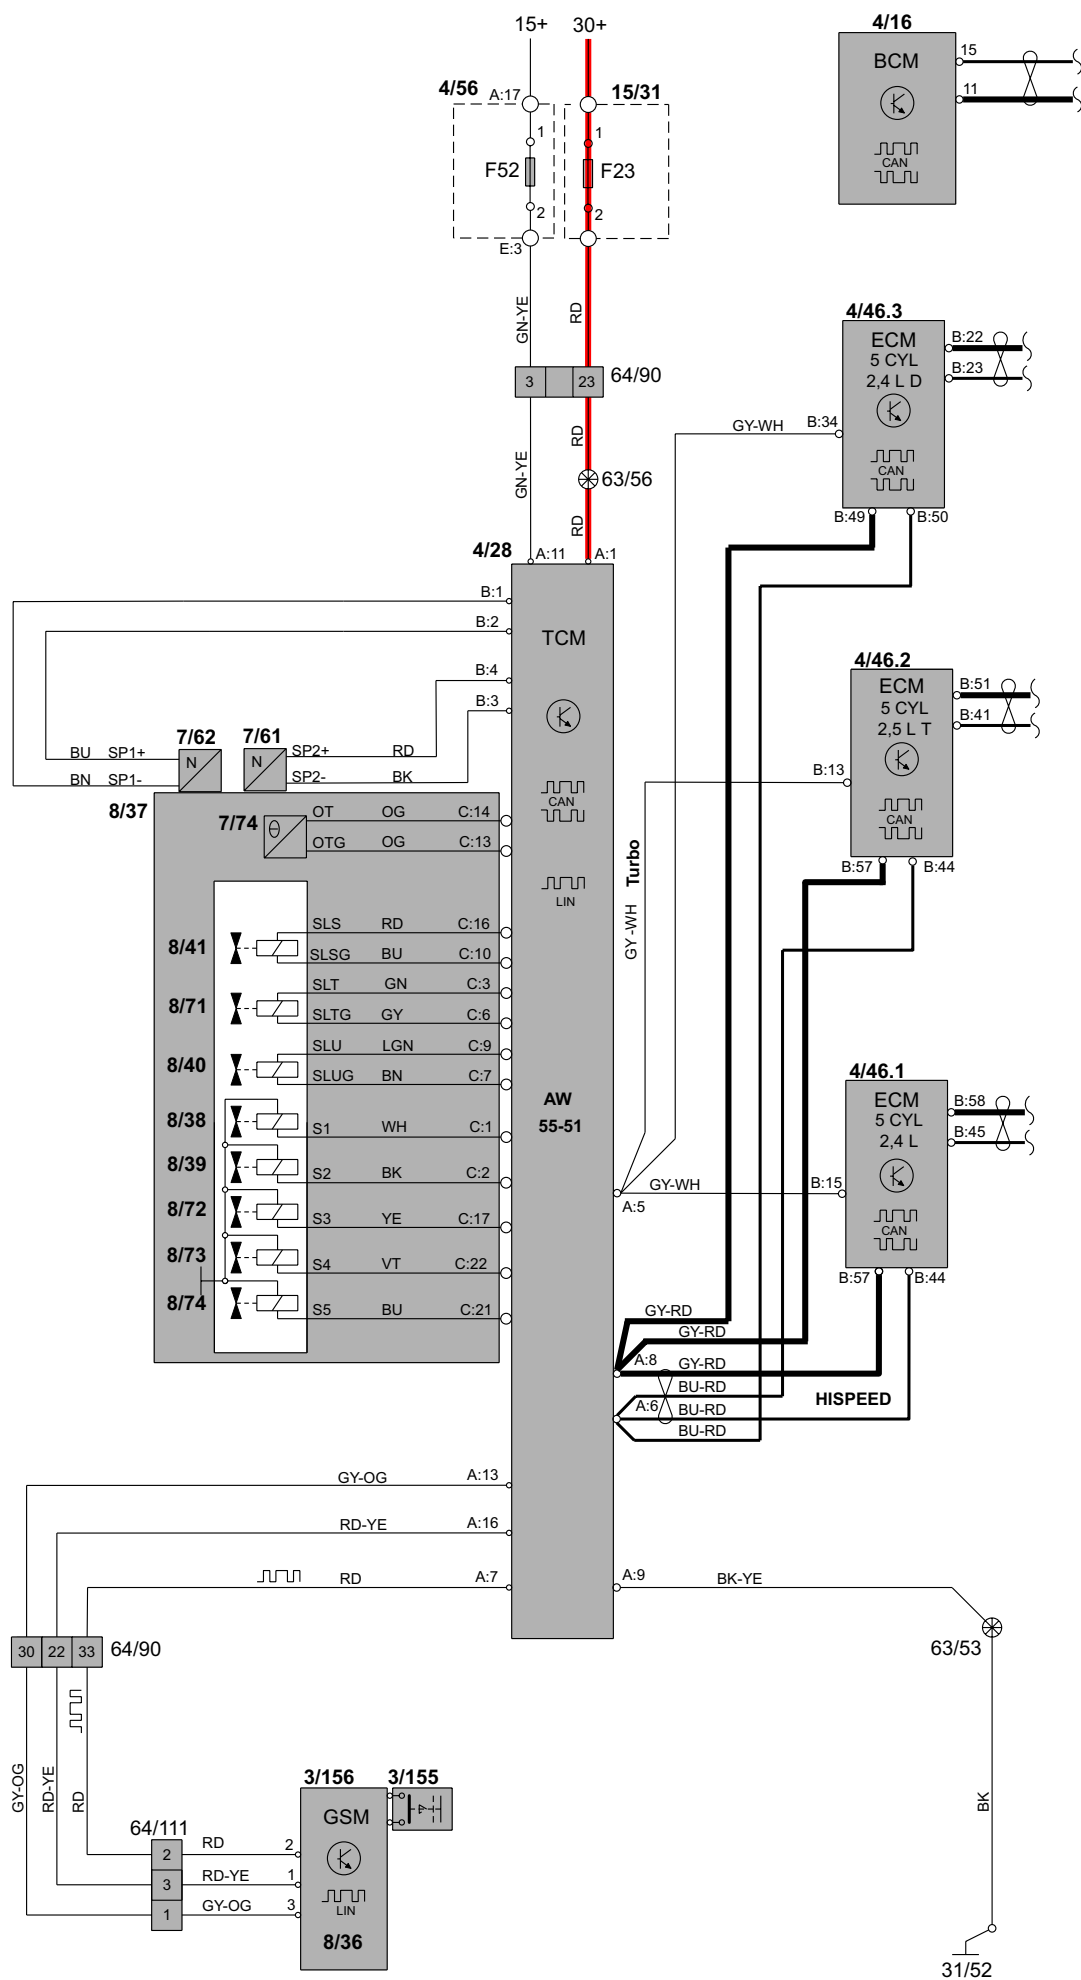 15+
30+
4/16
BCM
15
11
CAN
4/56
A:17
15/31
1
1
F52
F23
2
2
E:3
GN-YE
RD
3
23
64/90
GN-YE
RD
63/56
RD
4/28
A:11
A:1
4/46.3
ECM
5 CYL
2,4 L D
CAN
B:22
B:23
GY-WH
B:34
B:49
B:50
B:1
B:2
B:4
B:3
TCM
CAN
LIN
AW
55-51
4/46.2
ECM
5 CYL
2,5 L T
CAN
B:51
B:41
B:13
B:57
B:44
7/62
7/61
N
N
BU
SP1+
BN
SP1-
SP2+
RD
SP2-
BK
8/37
7/74
θ
OT
OG
C:14
OTG
OG
C:13
GY -WH
Turbo
8/41
SLS
RD
C:16
SLSG
BU
C:10
8/71
SLT
GN
C:3
SLTG
GY
C:6
8/40
SLU
LGN
C:9
SLUG
BN
C:7
8/38
S1
WH
C:1
8/39
S2
BK
C:2
8/72
S3
YE
C:17
8/73
S4
VT
C:22
8/74
S5
BU
C:21
4/46.1
ECM
5 CYL
2,4 L
CAN
B:58
B:45
GY-WH
B:15
A:5
B:57
B:44
GY-RD
GY-RD
A:8
GY-RD
BU-RD
A:6
BU-RD
BU-RD
HISPEED
GY-OG
A:13
RD-YE
A:16
RD
A:7
A:9
BK-YE
30
22
33
64/90
63/53
GY-OG
RD-YE
RD
BK
3/156
3/155
GSM
LIN
8/36
64/111
2
RD
2
3
RD-YE
1
1
GY-OG
3
31/52